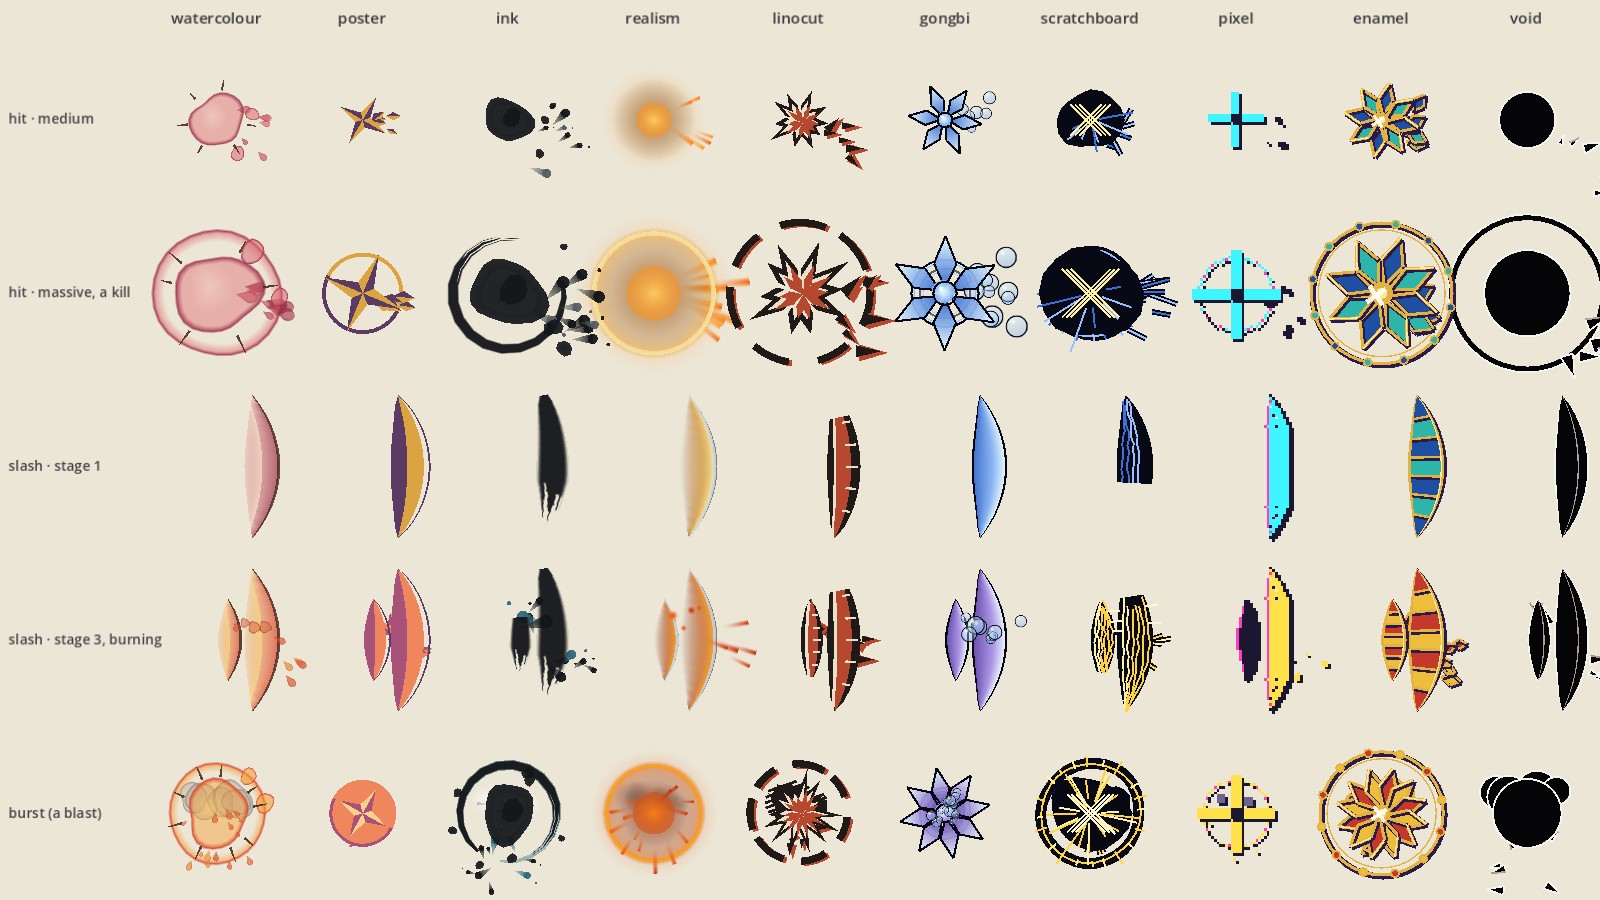 watercolour poster ink realism linocut gongbi scratchboard pixel enamel void
hit · medium
hit · massive, a kill
slash · stage 1
slash · stage 3, burning
burst (a blast)